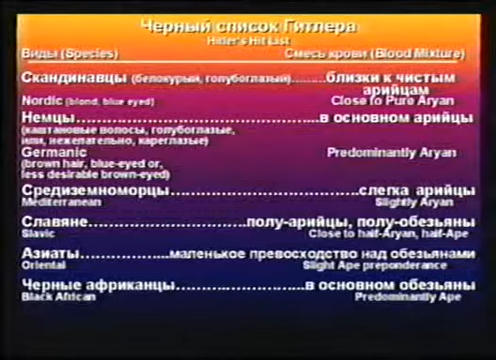 Черный список Гитлера
Hitler's Hit List
Виды (Species) Смесь крови (Blood Mixture)
Скандинавцы (белокурый, голубоглазый)........близки к чистым
арийцам
Nordic (blond, blue eyed) Close to Pure Aryan
Немцы................................................в основном арийцы
(каштановые волосы, голубоглазые,
или, нежелательно, кареглазые)
Germanic Predominantly Aryan
(brown hair, blue-eyed or,
less desirable brown-eyed)
Средиземноморцы....................................слегка арийцы
Mediterranean Slightly Aryan
Славяне..............................полу-арийцы, полу-обезьяны
Slavic Close to half-Aryan, half-Ape
Азиаты................маленькое превосходство над обезьянами
Oriental Slight Ape preponderance
Черные африканцы.........................в основном обезьяны
Black African Predominantly Ape